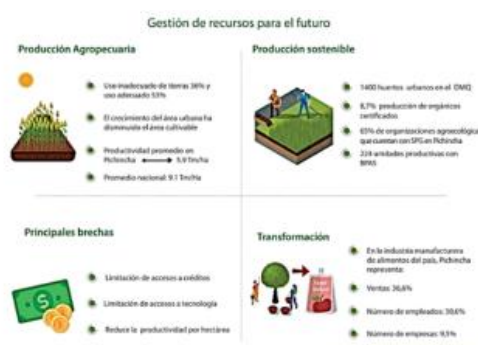 Gestión de recursos para el futuro
Producción Agropecuaria
Uso inadecuado de tierras 36% y
uso adecuado 53%
El crecimiento del área urbana ha
disminuido el área cultivable
Productividad promedio en
Pichincha 5.9 Tm/ha
Promedio nacional: 9.1 Tm/Ha
Producción sostenible
1400 huertos urbanos en el DMQ
8,7% producción de orgánicos
certificados
65% de organizaciones agroecológica
que cuentan con SPG en Pichincha
224 unidades productivas con
BPAS
Principales brechas
Limitación de accesos a créditos
Limitación de accesos a tecnología
Reduce la productividad por hectárea
Transformación
En la industria manufacturera
de alimentos del país, Pichincha
representa:
Ventas: 36,6%
Número de empleados: 39,6%
Número de empresas: 9,5%